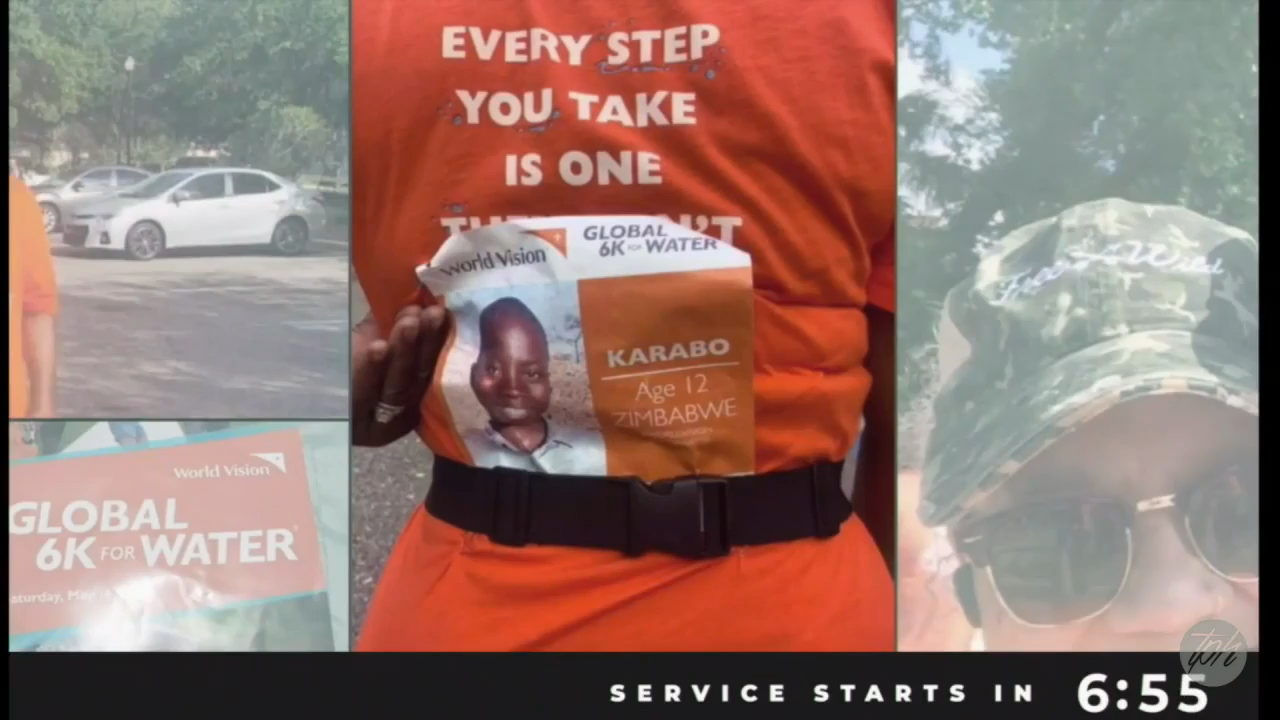 EVERY STEP
YOU TAKE
IS ONE
World Vision
GLOBAL
6K FOR WATER
KARABO
Age 12
ZIMBABWE
World Vision
GLOBAL
6K FOR WATER
SERVICE STARTS IN 6:55
tph